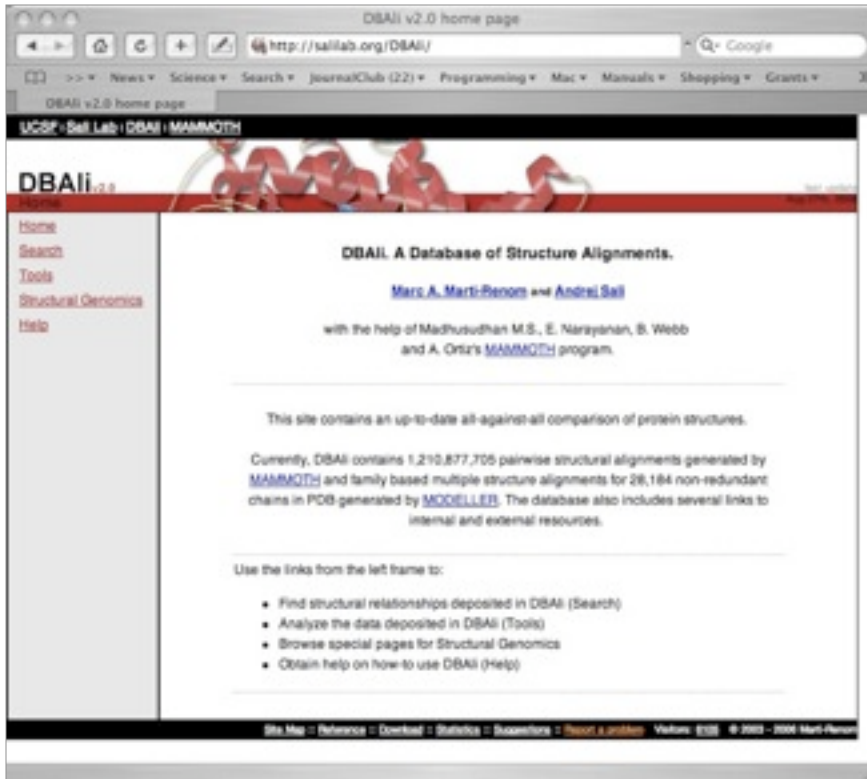 DBAli v2.0 home page
http://salilab.org/DBAli/
Q Google
>> News Science Search JournalClub (22) Programming Mac Manuals Shopping Grants
DBAli v2.0 home page
UCSF Sali Lab DBAli MAMMOTH
DBAli v2.0
Home
Home
Search
Tools
Structural Genomics
Help
DBAli. A Database of Structure Alignments.
Marc A. Marti-Renom and Andrej Sali
with the help of Madhusudhan M.S., E. Narayanan, B. Webb
and A. Ortiz's MAMMOTH program.
This site contains an up-to-date all-against-all comparison of protein structures.
Currently, DBAli contains 1,210,877,705 pairwise structural alignments generated by
MAMMOTH and family based multiple structure alignments for 28,184 non-redundant
chains in PDB generated by MODELLER. The database also includes several links to
internal and external resources.
Use the links from the left frame to:
• Find structural relationships deposited in DBAli (Search)
• Analyze the data deposited in DBAli (Tools)
• Browse special pages for Structural Genomics
• Obtain help on how-to use DBAli (Help)
Site Map :: Reference :: Download :: Statistics :: Suggestions :: Report a problem Visitors: © 2003 - 2006 Marti-Renom